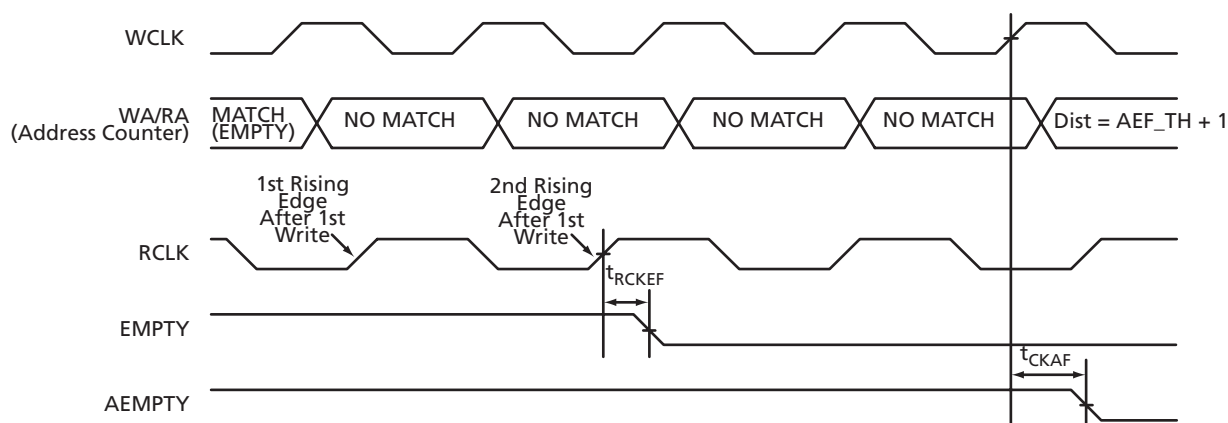 WCLK
WA/RA
(Address Counter)
MATCH
(EMPTY)
NO MATCH
NO MATCH
NO MATCH
NO MATCH
Dist = AEF_TH + 1
1st Rising
Edge
After 1st
Write
2nd Rising
Edge
After 1st
Write
RCLK
tRCKEF
EMPTY
tCKAF
AEMPTY